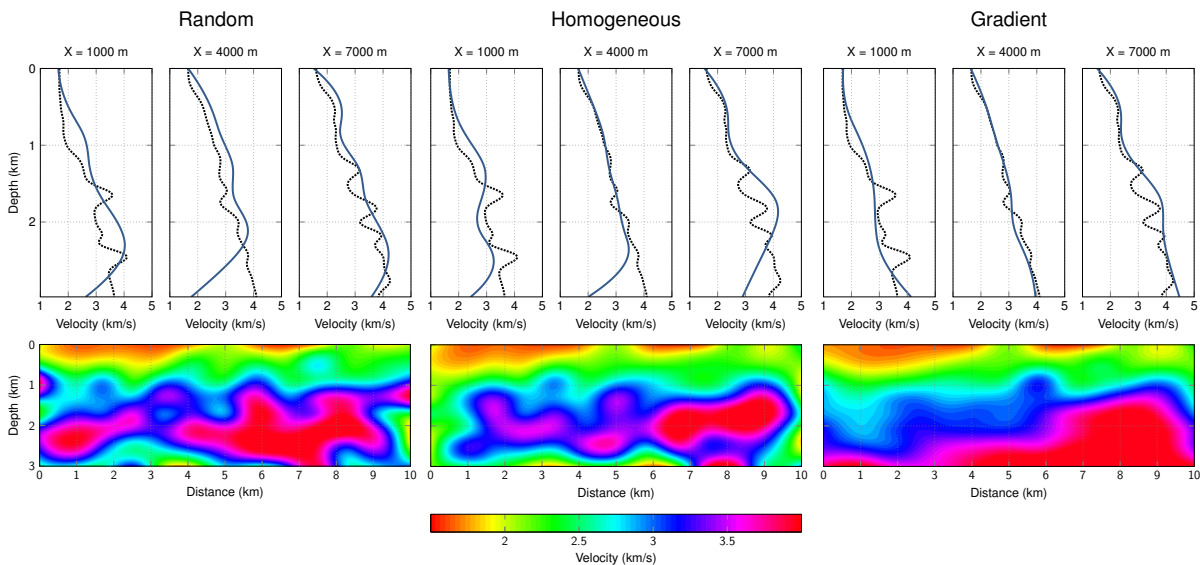 Random Homogeneous Gradient
X = 1000 m X = 4000 m X = 7000 m X = 1000 m X = 4000 m X = 7000 m X = 1000 m X = 4000 m X = 7000 m
0
1
2
Depth (km)
1 2 3 4 5 1 2 3 4 5 1 2 3 4 5 1 2 3 4 5 1 2 3 4 5 1 2 3 4 5 1 2 3 4 5 1 2 3 4 5 1 2 3 4 5
Velocity (km/s) Velocity (km/s) Velocity (km/s) Velocity (km/s) Velocity (km/s) Velocity (km/s) Velocity (km/s) Velocity (km/s) Velocity (km/s)
0
1
2
3
Depth (km)
0 1 2 3 4 5 6 7 8 9 10 0 1 2 3 4 5 6 7 8 9 10 0 1 2 3 4 5 6 7 8 9 10
Distance (km) Distance (km) Distance (km)
2 2.5 3 3.5
Velocity (km/s)